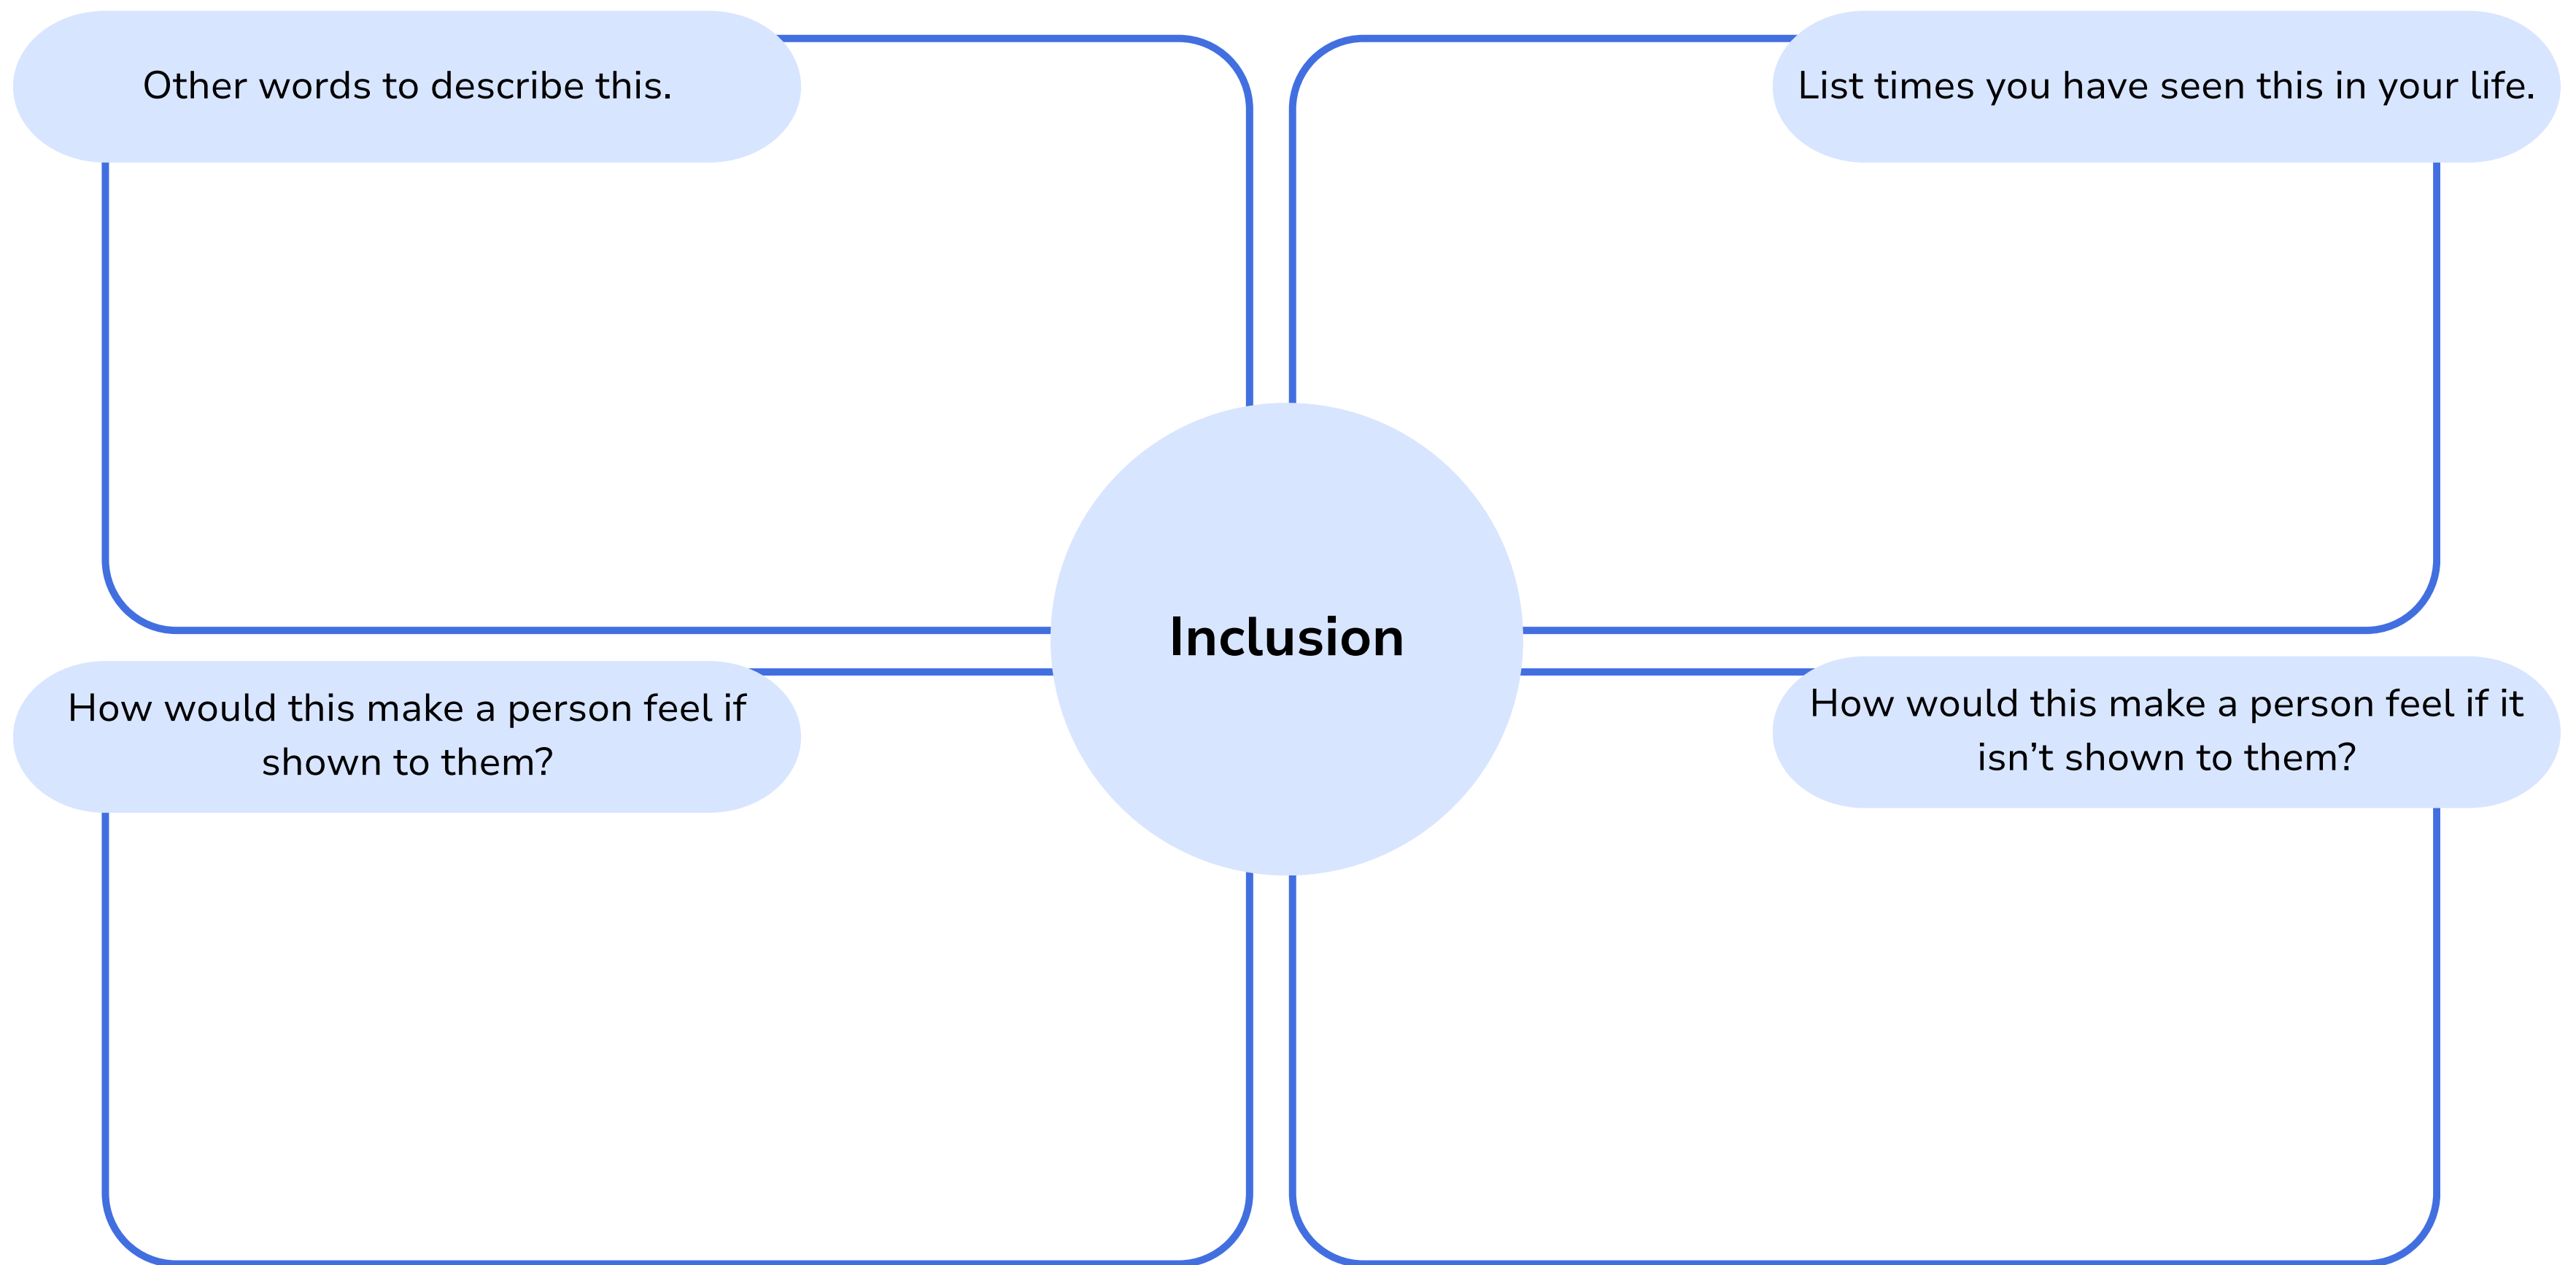 Other words to describe this.
List times you have seen this in your life.
Inclusion
How would this make a person feel if
shown to them?
How would this make a person feel if it
isn’t shown to them?